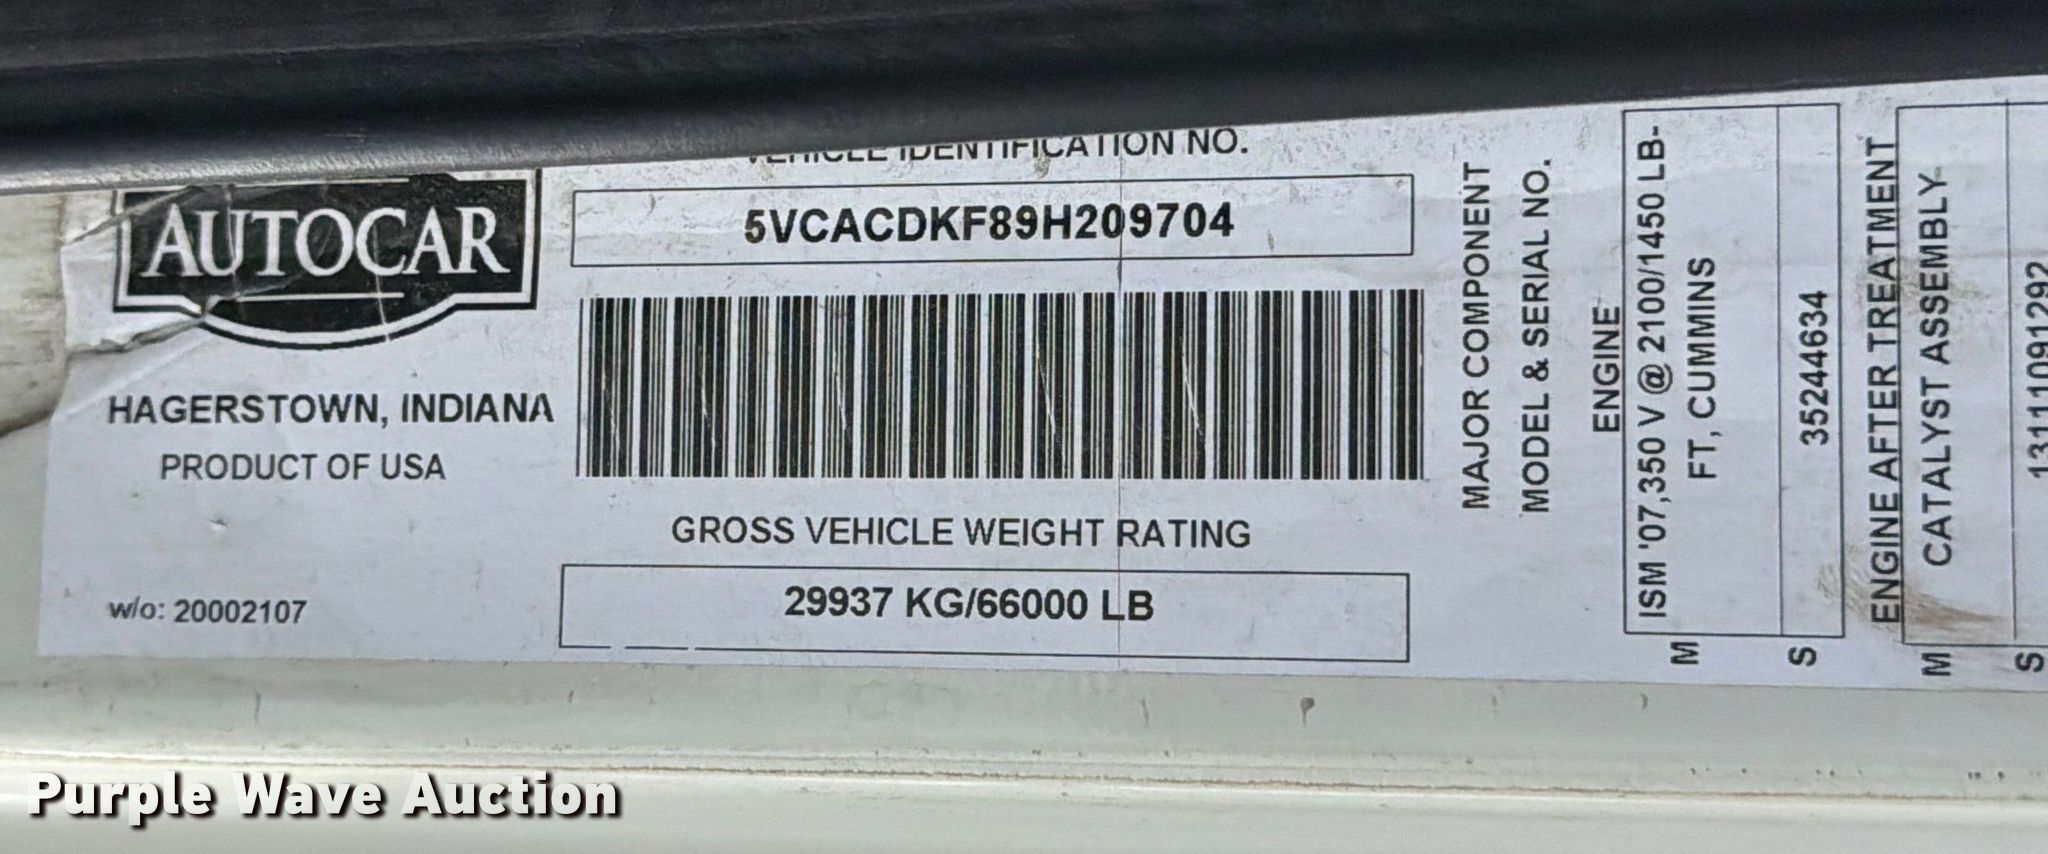 VEHICLE IDENTIFICATION NO.
AUTOCAR
5VCACDKF89H209704
HAGERSTOWN, INDIANA
PRODUCT OF USA
GROSS VEHICLE WEIGHT RATING
29937 KG/66000 LB
w/o: 20002107
MAJOR COMPONENT
MODEL & SERIAL NO.
ENGINE
M ISM '07,350 V @ 2100/1450 LB-
FT, CUMMINS
S 35244634
ENGINE AFTER TREATMENT
M CATALYST ASSEMBLY
S 13111091292
Purple Wave Auction